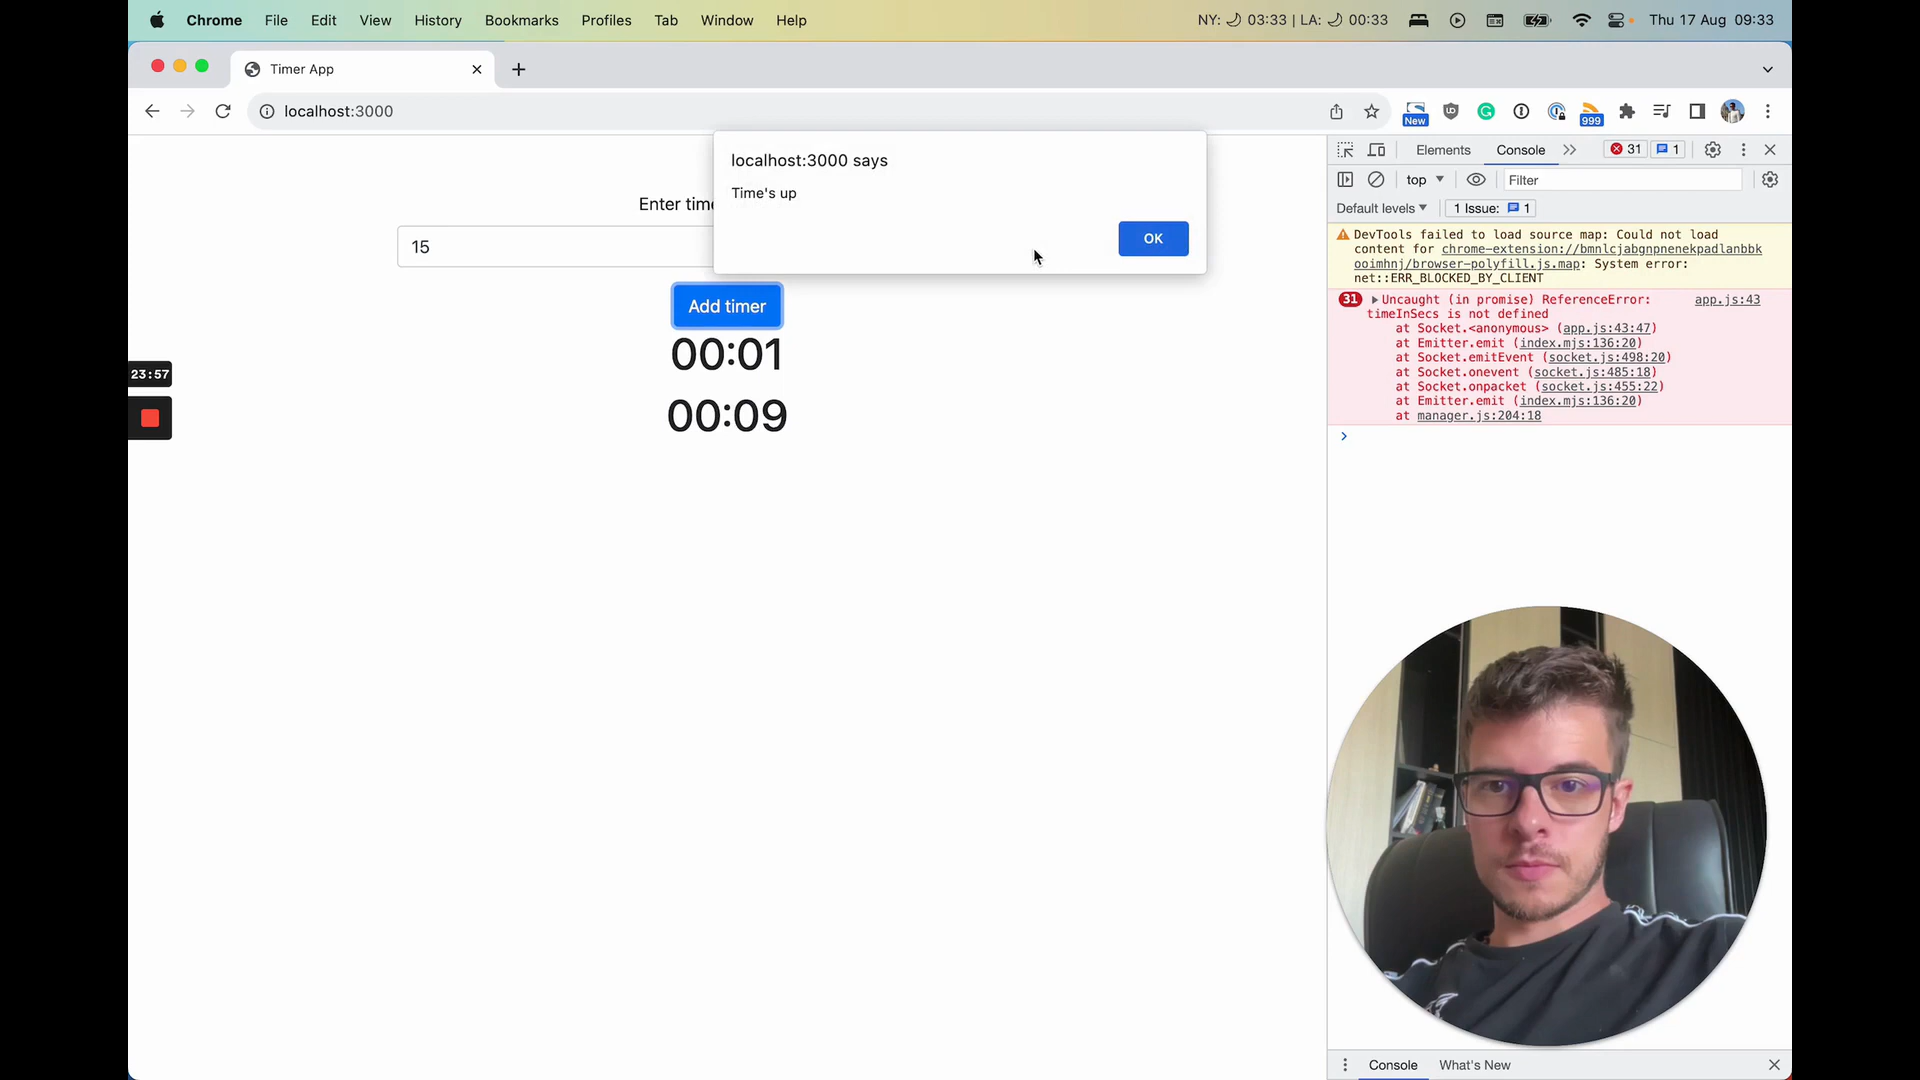 Chrome File Edit View History Bookmarks Profiles Tab Window Help NY: 03:33 | LA: 00:33 Thu 17 Aug 09:33
Timer App
localhost:3000
New
999
localhost:3000 says
Time's up
OK
Enter time
15
Add timer
00:01
00:09
23:57
Elements Console 31 1
top Filter
Default levels 1 Issue: 1
DevTools failed to load source map: Could not load
content for chrome-extension://bmnlcjabgnpnenekpadlanbbk
ooimhnj/browser-polyfill.js.map: System error:
net::ERR_BLOCKED_BY_CLIENT
31 Uncaught (in promise) ReferenceError: app.js:43
timeInSecs is not defined
at Socket.<anonymous> (app.js:43:47)
at Emitter.emit (index.mjs:136:20)
at Socket.emitEvent (socket.js:498:20)
at Socket.onevent (socket.js:485:18)
at Socket.onpacket (socket.js:455:22)
at Emitter.emit (index.mjs:136:20)
at manager.js:204:18
Console What's New